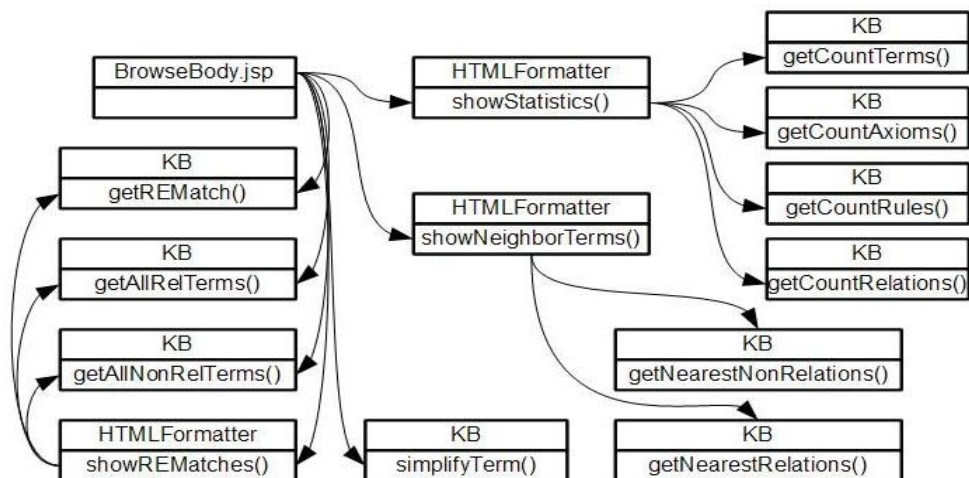 BrowseBody.jsp
HTMLFormatter
showStatistics()
KB
getCountTerms()
KB
getCountAxioms()
KB
getREMatch()
HTMLFormatter
showNeighborTerms()
KB
getCountRules()
KB
getAllRelTerms()
KB
getCountRelations()
KB
getAllNonRelTerms()
KB
getNearestNonRelations()
HTMLFormatter
showREMatches()
KB
simplifyTerm()
KB
getNearestRelations()